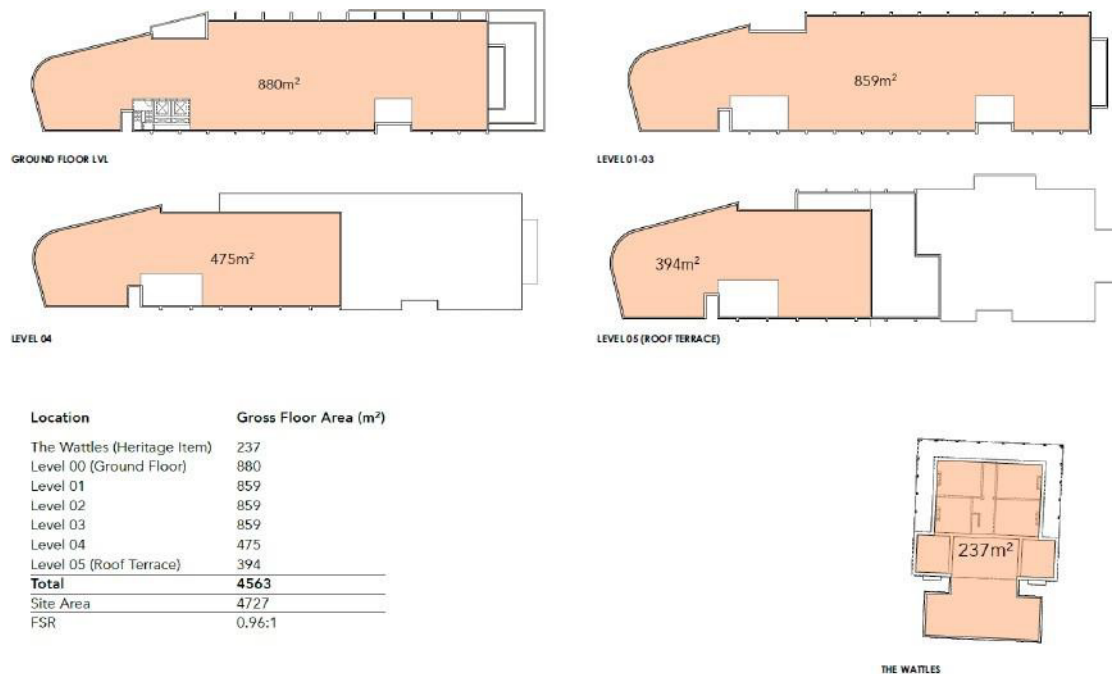 880m²
859m²
GROUND FLOOR LVL
LEVEL 01-03
475m²
394m²
LEVEL 04
LEVEL 05 (ROOF TERRACE)
Location Gross Floor Area (m²)
The Wattles (Heritage Item) 237
Level 00 (Ground Floor) 880
Level 01 859
Level 02 859
Level 03 859
Level 04 475
Level 05 (Roof Terrace) 394
Total 4563
Site Area 4727
FSR 0.96:1
237m²
THE WATTLES